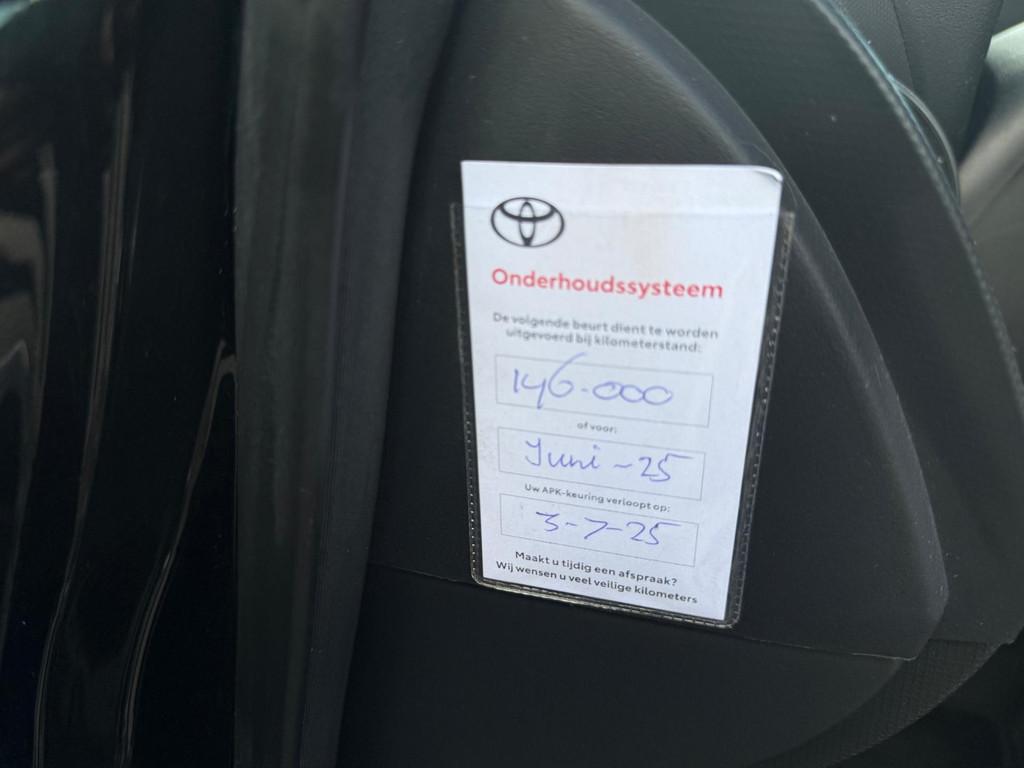 Onderhoudssysteem
De volgende beurt dient te worden
uitgevoerd bij kilometerstand:
146.000
of voor:
Juni - 25
Uw APK-keuring verloopt op:
3-7-25
Maakt u tijdig een afspraak?
Wij wensen u veel veilige kilometers